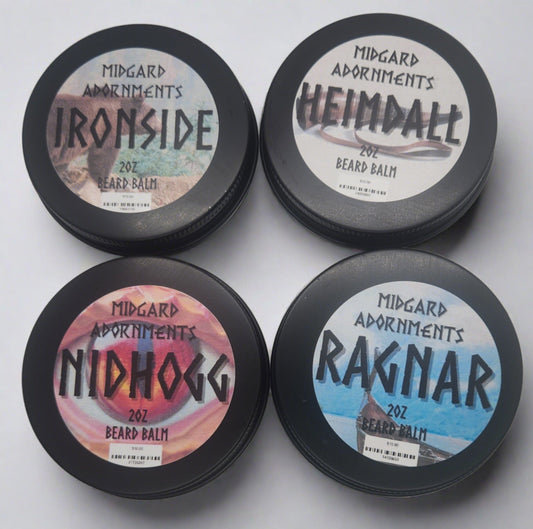 MIDGARD
ADORNMENTS
IRONSIDE
2OZ
BEARD BALM
MIDGARD
ADORNMENTS
HEIMDALL
2OZ
BEARD BALM
MIDGARD
ADORNMENTS
NIDHOGG
2OZ
BEARD BALM
MIDGARD
ADORNMENTS
RAGNAR
2OZ
BEARD BALM